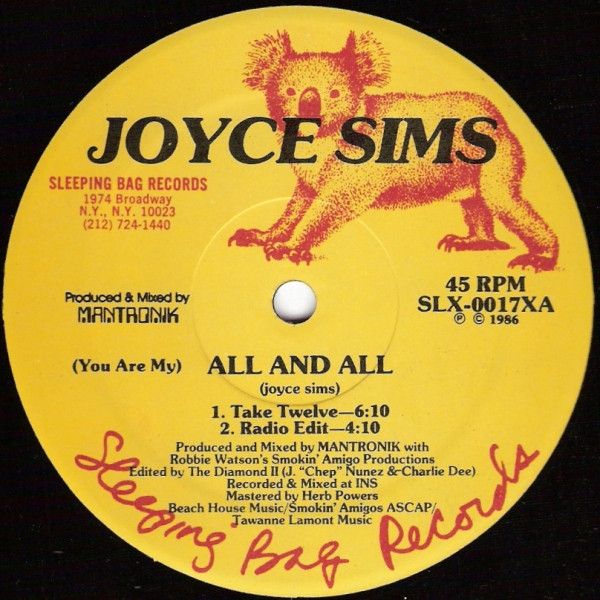 JOYCE SIMS
SLEEPING BAG RECORDS
1974 Broadway
N.Y., N.Y. 10023
(212) 724-1440
45 RPM
SLX-0017XA
℗ © 1986
Produced & Mixed by
MANTRONIK
(You Are My) ALL AND ALL
(joyce sims)
1. Take Twelve—6:10
2. Radio Edit—4:10
Produced and Mixed by MANTRONIK with
Robbie Watson's Smokin' Amigo Productions
Edited by The Diamond II (J. "Chep" Nunez & Charlie Dee)
Recorded & Mixed at INS
Mastered by Herb Powers
Beach House Music/Smokin' Amigos ASCAP/
Tawanne Lamont Music
Sleeping Bag Records